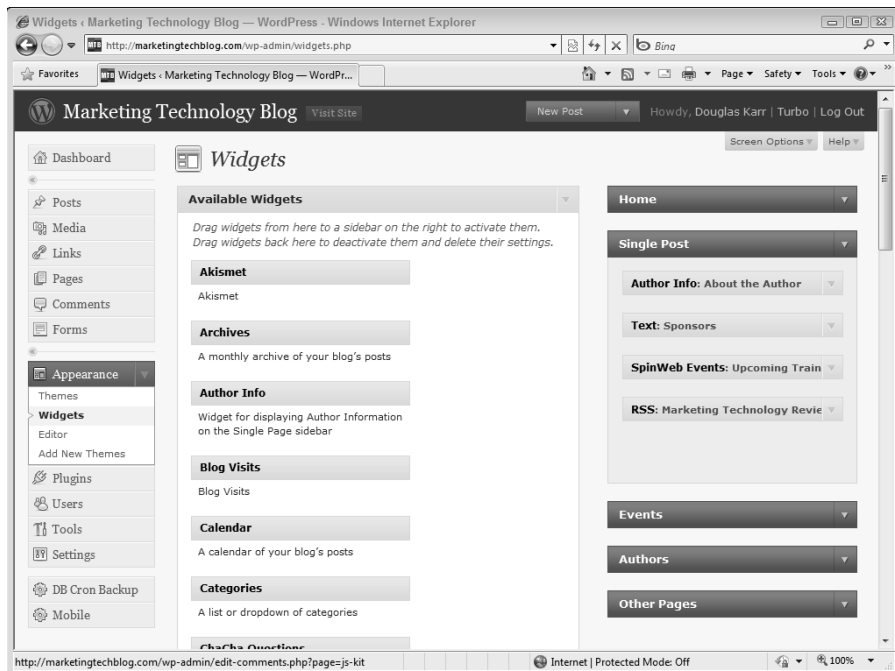 Widgets ‹ Marketing Technology Blog — WordPress - Windows Internet Explorer
http://marketingtechblog.com/wp-admin/widgets.php
Bing
Favorites
Widgets ‹ Marketing Technology Blog — WordPr...
Page
Safety
Tools
Marketing Technology Blog
Visit Site
New Post
Howdy, Douglas Karr | Turbo | Log Out
Screen Options
Help
Dashboard
Posts
Media
Links
Pages
Comments
Forms
Appearance
Themes
Widgets
Editor
Add New Themes
Plugins
Users
Tools
Settings
DB Cron Backup
Mobile
Widgets
Available Widgets
Drag widgets from here to a sidebar on the right to activate them.
Drag widgets back here to deactivate them and delete their settings.
Akismet
Akismet
Archives
A monthly archive of your blog’s posts
Author Info
Widget for displaying Author Information
on the Single Page sidebar
Blog Visits
Blog Visits
Calendar
A calendar of your blog’s posts
Categories
A list or dropdown of categories
ChaCha Questions
Home
Single Post
Author Info: About the Author
Text: Sponsors
SpinWeb Events: Upcoming Train
RSS: Marketing Technology Revie
Events
Authors
Other Pages
http://marketingtechblog.com/wp-admin/edit-comments.php?page=js-kit
Internet | Protected Mode: Off
100%